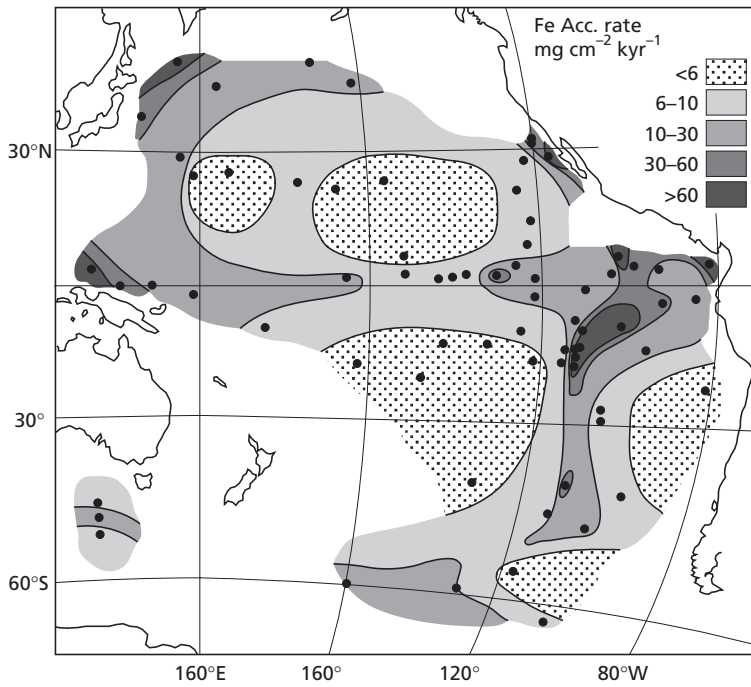 Fe Acc. rate
mg cm⁻² kyr⁻¹
<6
6–10
10–30
30–60
>60
30°N
30°
60°S
160°E
160°
120°
80°W